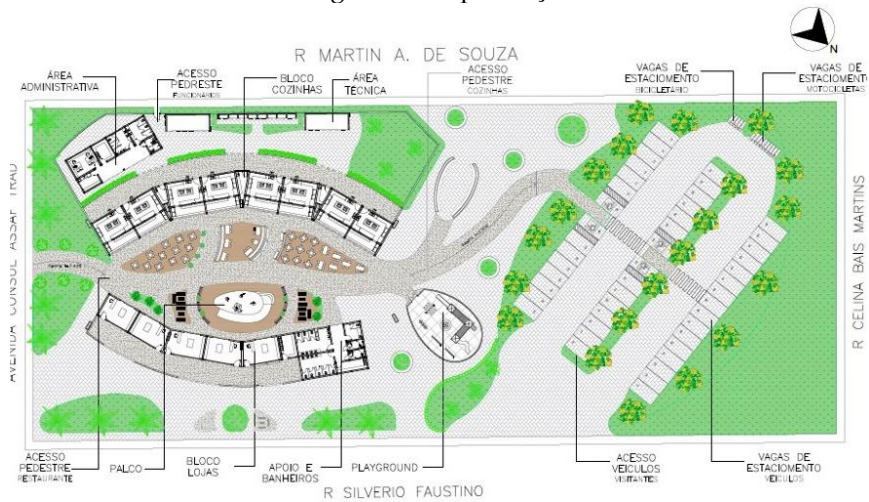 N
R MARTIN A. DE SOUZA
ÁREA
ADMINISTRATIVA
ACESSO
PEDRESTE
FUNCIONÁRIOS
BLOCO
COZINHAS
ÁREA
TÉCNICA
ACESSO
PEDESTRE
COZINHAS
VAGAS DE
ESTACIOMENTO
BICICLETÁRIO
VAGAS DE
ESTACIOMENTO
MOTOCICLETAS
AVENIDA CONSUL ASSAF TRAD
R CELINA BAIS MARTINS
ACESSO
PEDESTRE
RESTAURANTE
PALCO
BLOCO
LOJAS
APOIO E
BANHEIROS
PLAYGROUND
ACESSO
VEICULOS
VISITANTES
VAGAS DE
ESTACIOMENTO
VEÍCULOS
R SILVERIO FAUSTINO